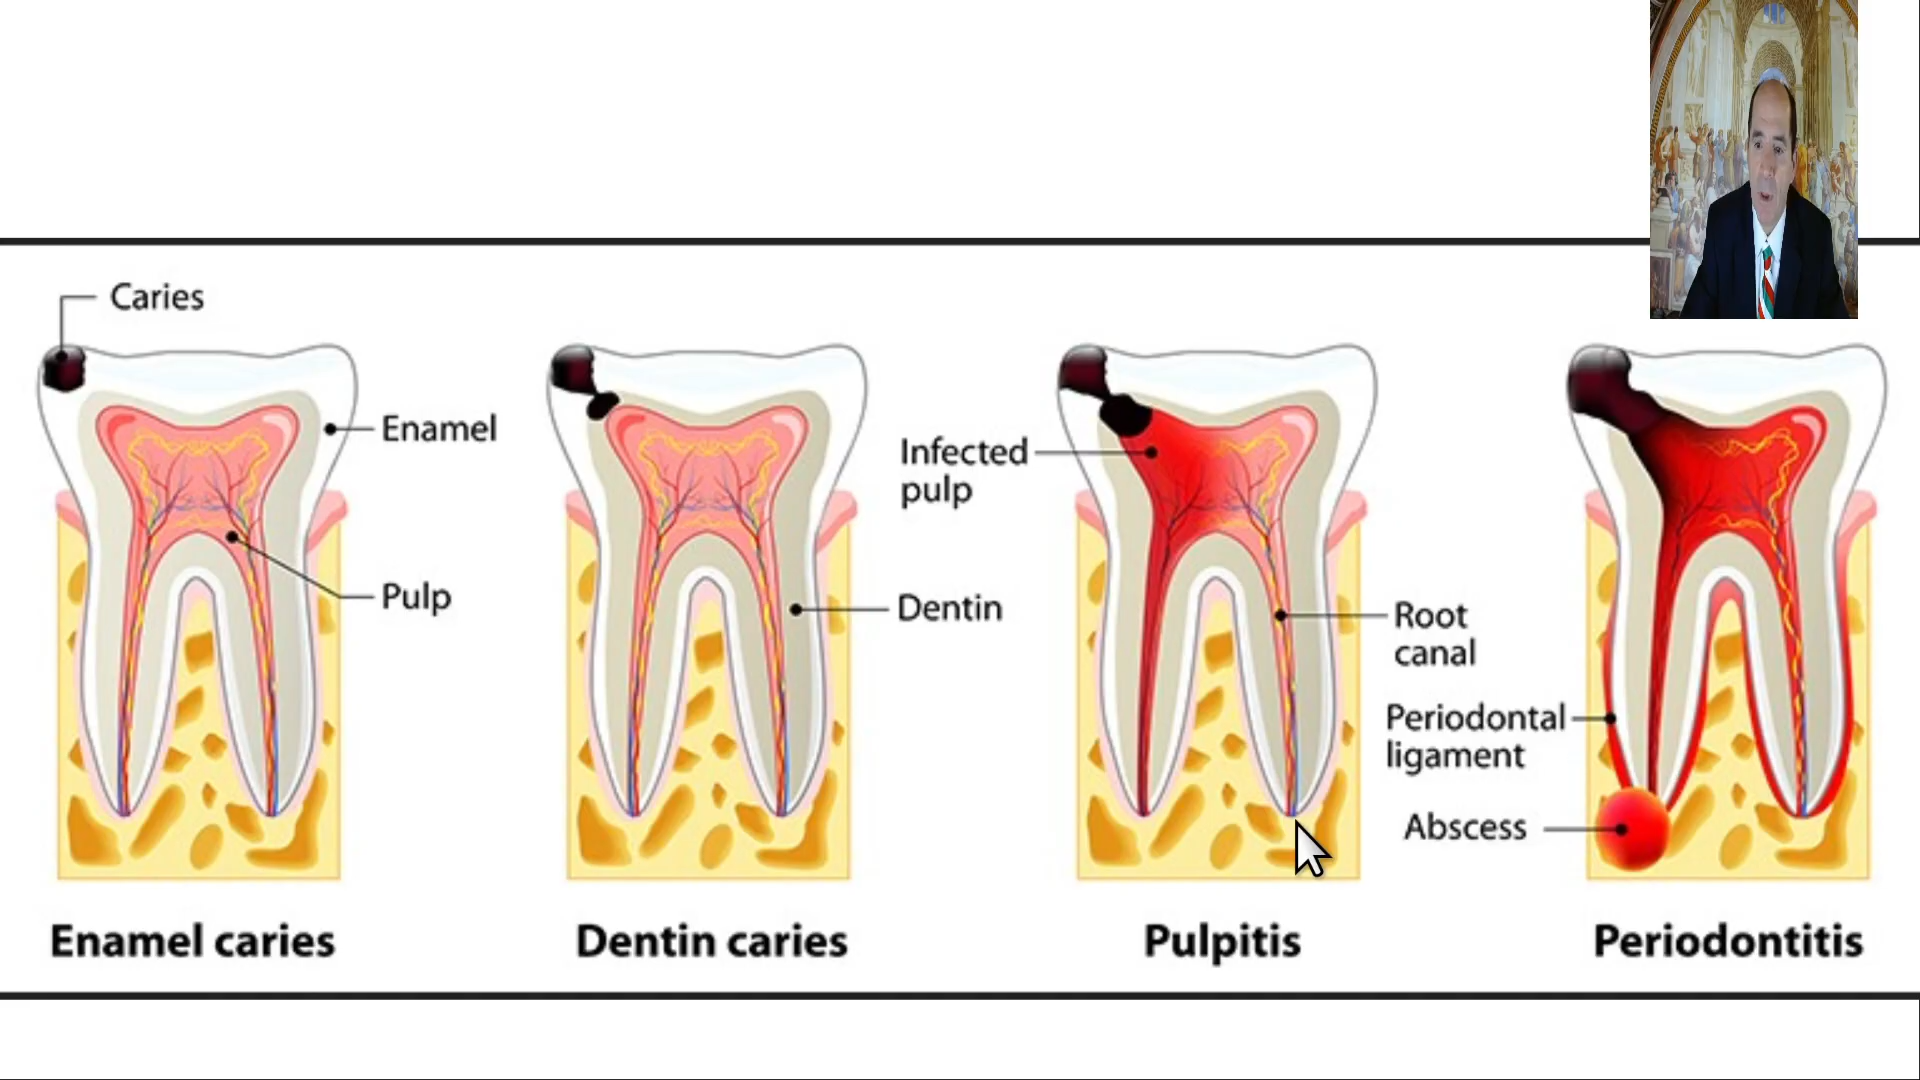 Caries
Enamel
Pulp
Infected
pulp
Dentin
Root
canal
Periodontal
ligament
Abscess
Enamel caries
Dentin caries
Pulpitis
Periodontitis